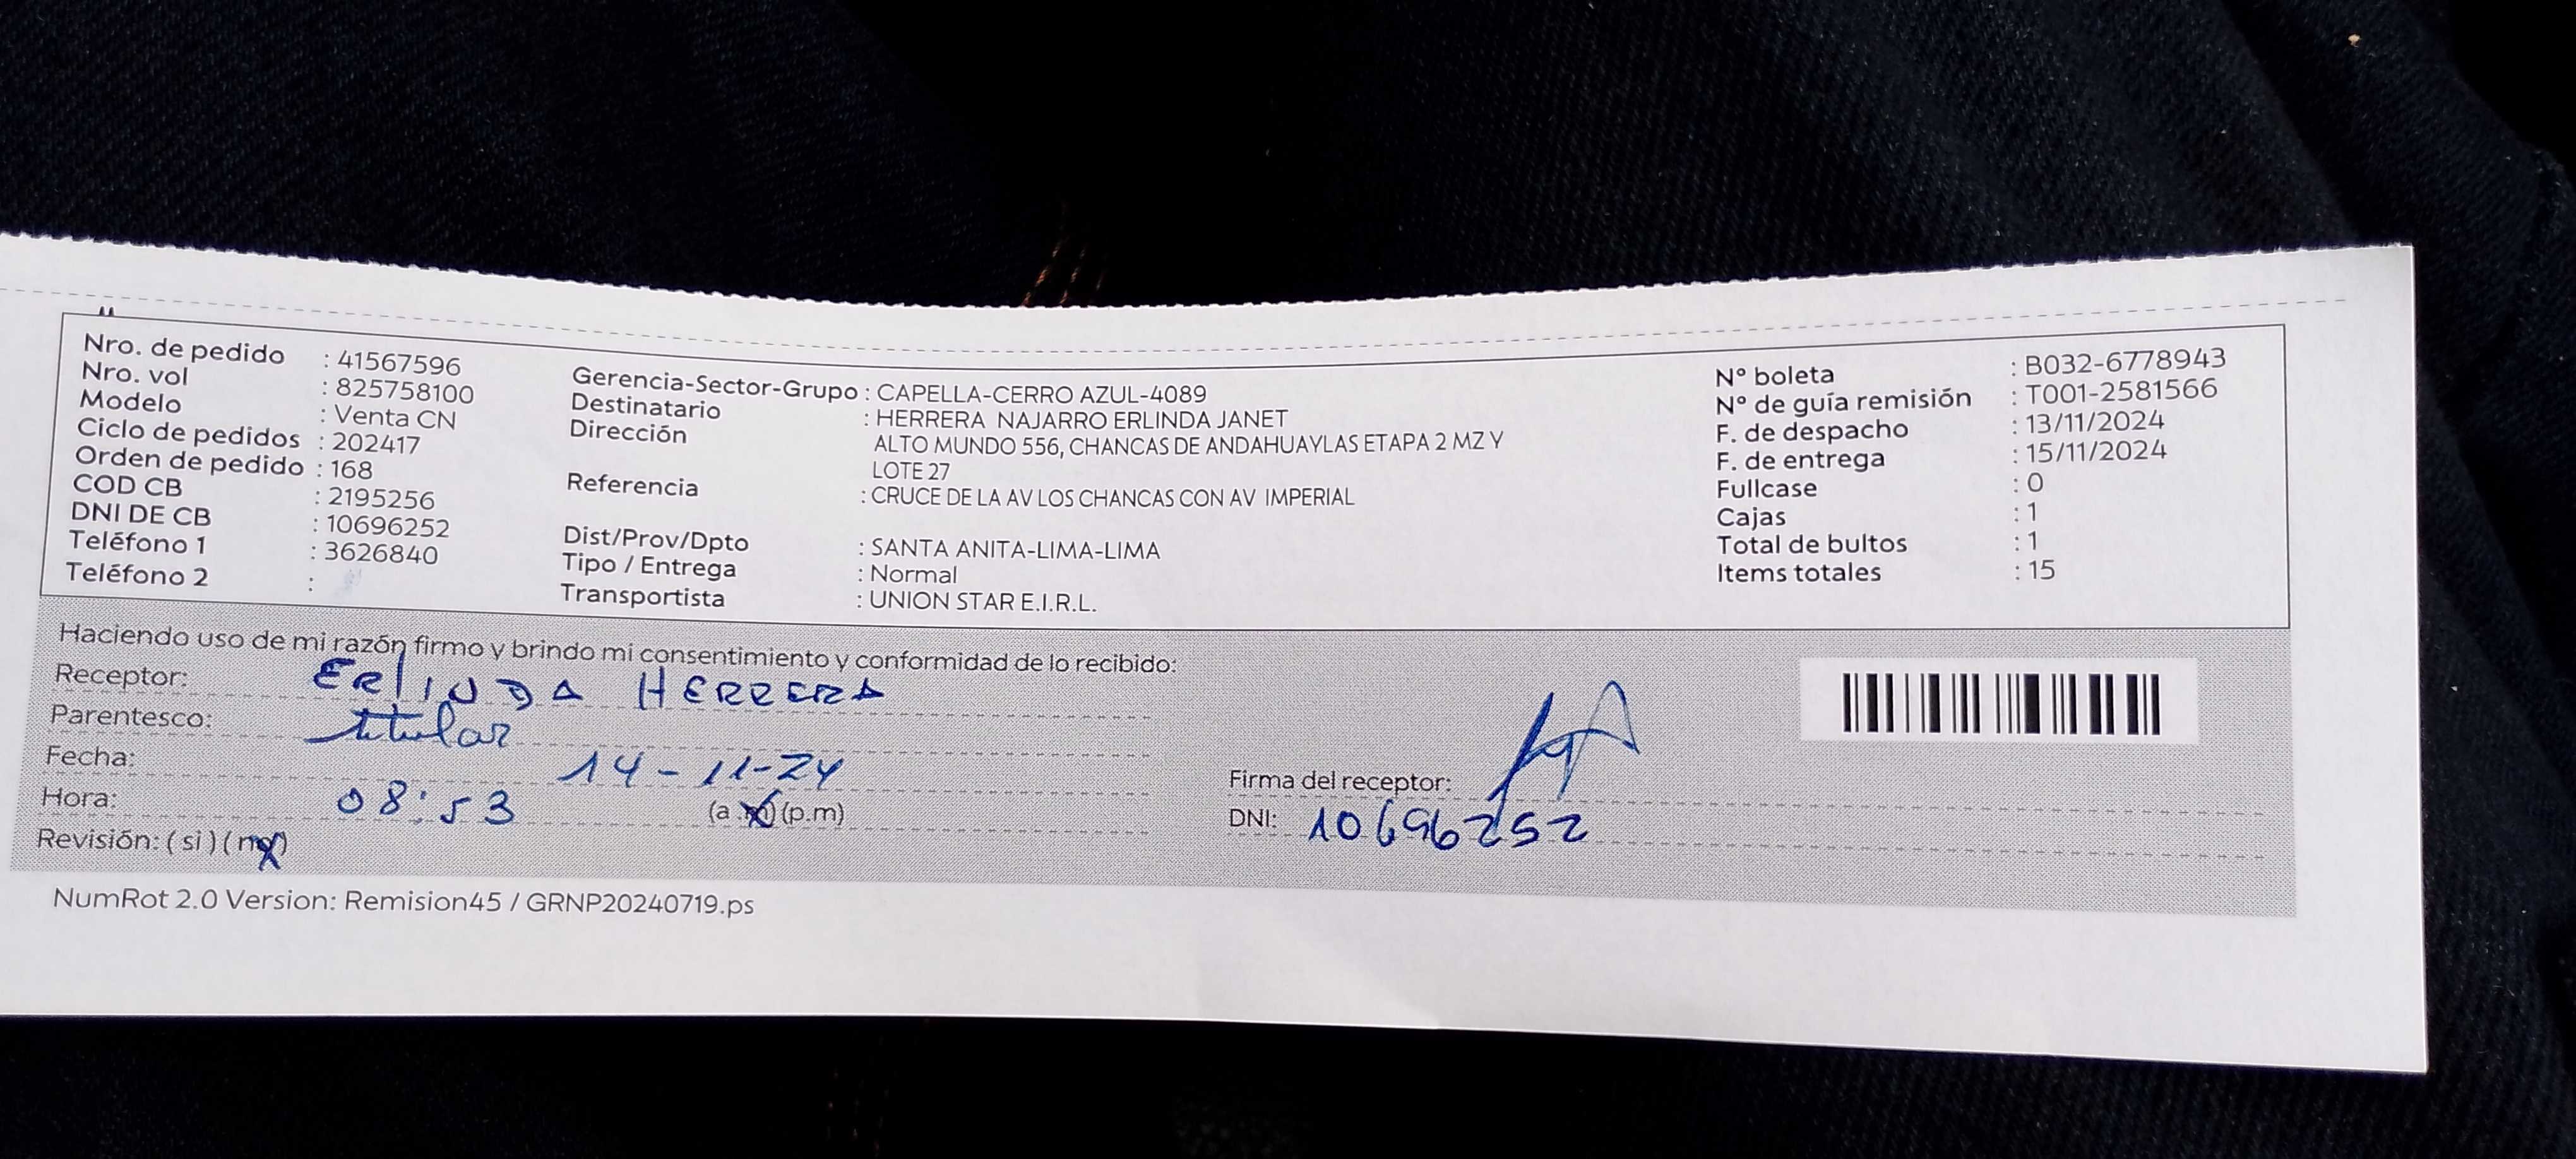 Nro. de pedido : 41567596
Nro. vol : 825758100
Modelo : Venta CN
Ciclo de pedidos : 202417
Orden de pedido : 168
COD CB : 2195256
DNI DE CB : 10696252
Teléfono 1 : 3626840
Teléfono 2 :
Gerencia-Sector-Grupo : CAPELLA-CERRO AZUL-4089
Destinatario : HERRERA NAJARRO ERLINDA JANET
Dirección ALTO MUNDO 556, CHANCAS DE ANDAHUAYLAS ETAPA 2 MZ Y
LOTE 27
Referencia : CRUCE DE LA AV LOS CHANCAS CON AV IMPERIAL
Dist/Prov/Dpto : SANTA ANITA-LIMA-LIMA
Tipo / Entrega : Normal
Transportista : UNION STAR E.I.R.L.
N° boleta : B032-6778943
N° de guía remisión : T001-2581566
F. de despacho : 13/11/2024
F. de entrega : 15/11/2024
Fullcase : 0
Cajas : 1
Total de bultos : 1
Items totales : 15
Haciendo uso de mi razón firmo y brindo mi consentimiento y conformidad de lo recibido:
Receptor: ERLINDA HERRERA
Parentesco: titular
Fecha: 14-11-24
Hora: 08:53 (a.m) (p.m)
Revisión: (si) (no)
Firma del receptor:
DNI: 10696252
NumRot 2.0 Version: Remision45 / GRNP20240719.ps